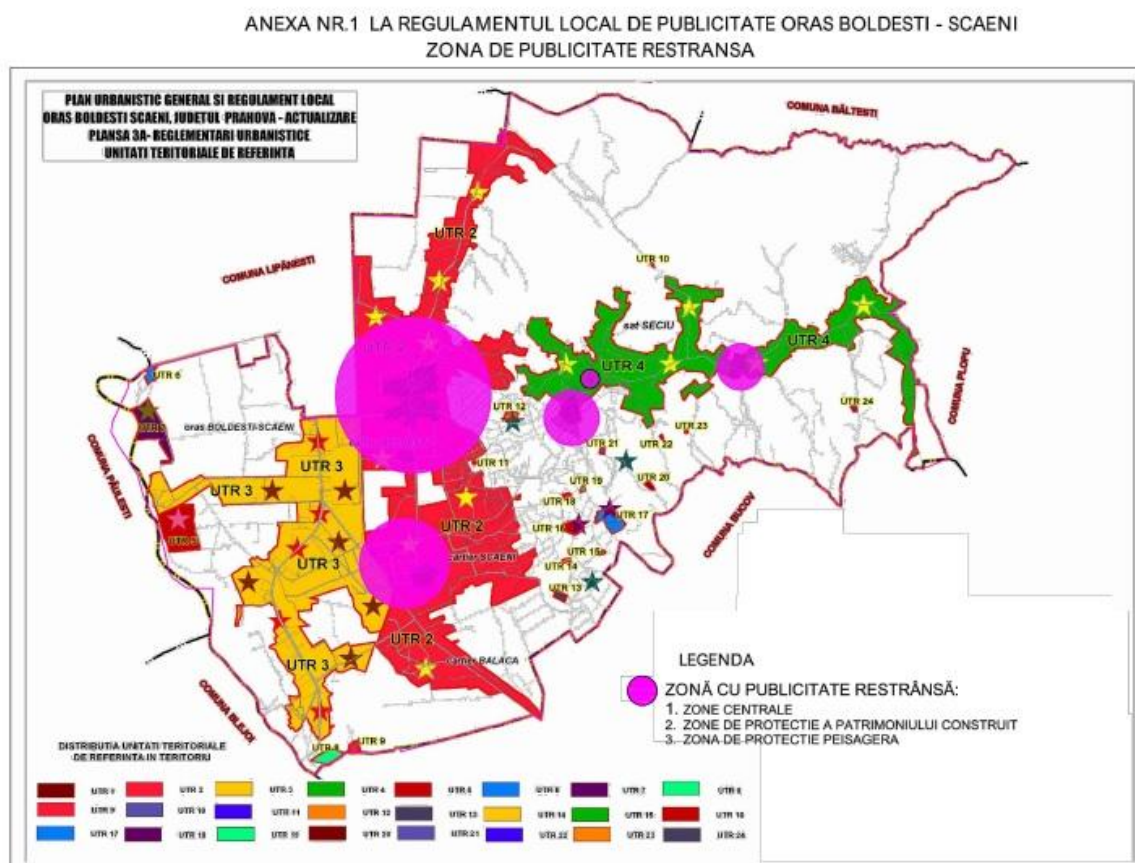 ANEXA NR.1 LA REGULAMENTUL LOCAL DE PUBLICITATE ORAS BOLDESTI - SCAENI
ZONA DE PUBLICITATE RESTRANSA
PLAN URBANISTIC GENERAL SI REGULAMENT LOCAL
ORAS BOLDESTI SCAENI, JUDETUL PRAHOVA - ACTUALIZARE
PLANSA 3A- REGLEMENTARI URBANISTICE
UNITATI TERITORIALE DE REFERINTA
COMUNA BĂLTESTI
UTR 2
COMUNA LIPĂNESTI
UTR 10
sat SECIU
UTR 4
UTR 4
COMUNA PLOPU
UTR 6
UTR 12
UTR 24
oras BOLDESTI-SCAENI
UTR 23
UTR 21
UTR 22
UTR 3
UTR 11
COMUNA PĂULESTI
UTR 3
UTR 19
UTR 20
UTR 18
UTR 2
UTR 17
UTR 16
COMUNA BUCOV
cartier SCAENI
UTR 15
UTR 3
UTR 14
UTR 13
UTR 2
cartier BALACA
UTR 3
COMUNA BLEJOI
UTR 8
UTR 9
LEGENDA
ZONĂ CU PUBLICITATE RESTRÂNSĂ:
1. ZONE CENTRALE
2. ZONE DE PROTECTIE A PATRIMONIULUI CONSTRUIT
3. ZONA DE PROTECTIE PEISAGERA
DISTRIBUTIA UNITATI TERITORIALE
DE REFERINTA IN TERITORIU
UTR 1 UTR 2 UTR 3 UTR 4 UTR 5 UTR 6 UTR 7 UTR 8
UTR 9 UTR 10 UTR 11 UTR 12 UTR 13 UTR 14 UTR 15 UTR 16
UTR 17 UTR 18 UTR 19 UTR 20 UTR 21 UTR 22 UTR 23 UTR 24